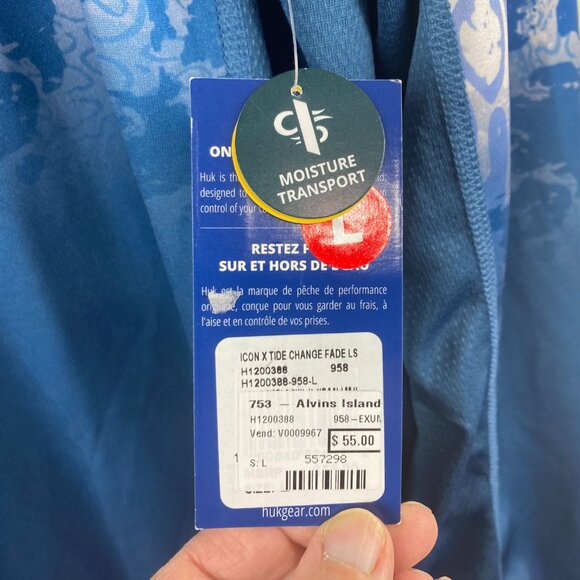 MOISTURE
TRANSPORT
ON
Huk is th
designed to
control of your
L
RESTEZ
SUR ET HORS DE
Huk est la marque de pêche de performance
conçue pour vous garder au frais, à
l'aise et en contrôle de vos prises.
ICON X TIDE CHANGE FADE LS
H1200388 958
H1200388-958-L
753 — Alvins Island
H1200388 958-EXUM
Vend: V0009967
$ 55.00
S: L 557298
1
hukgear.com